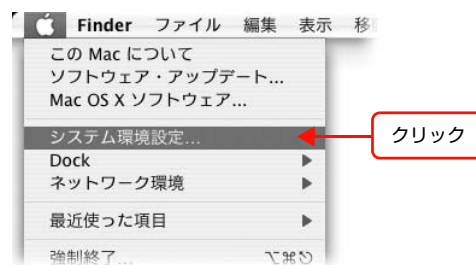 Finder ファイル 編集 表示 移
この Mac について
ソフトウェア・アップデート...
Mac OS X ソフトウェア...
システム環境設定...
クリック
Dock
ネットワーク環境
最近使った項目
強制終了... ⌥⌘⎋